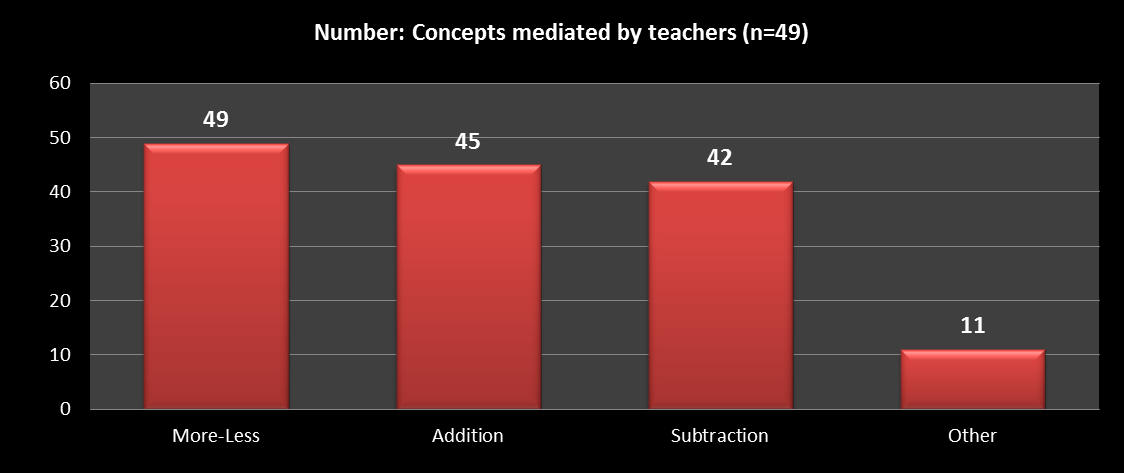 Number: Concepts mediated by teachers (n=49)
60
50
40
30
20
10
0
49
45
42
11
More-Less
Addition
Subtraction
Other